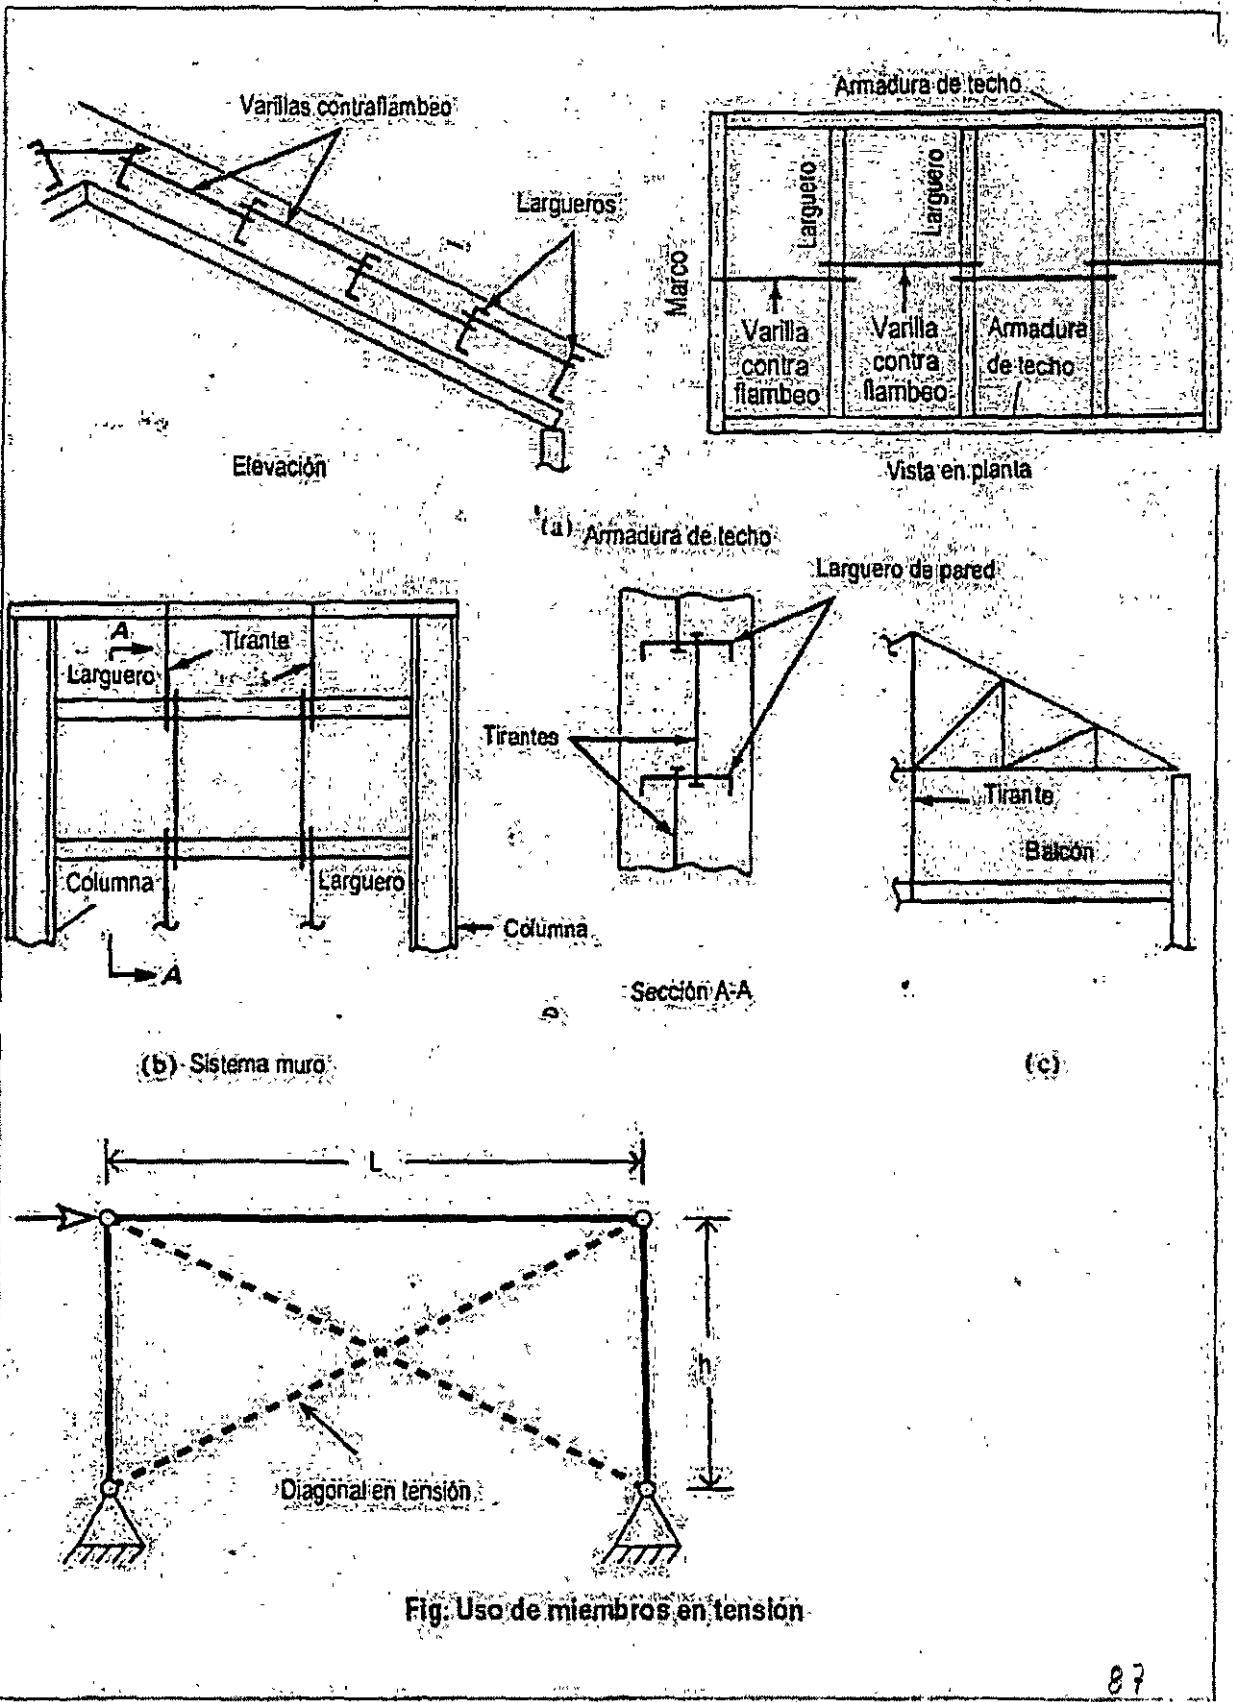 Varillas contraflambeo
Largueros
Elevación
Armadura de techo
Larguero
Larguero
Marco
Varilla
contra
flambeo
Varilla
contra
flambeo
Armadura
de techo
Vista en planta
(a) Armadura de techo
A
Tirante
Larguero
Columna
Larguero
Columna
A
(b) Sistema muro
Larguero de pared
Tirantes
Sección A-A
Tirante
Balcón
(c)
L
h
Diagonal en tensión
Fig: Uso de miembros en tensión
87